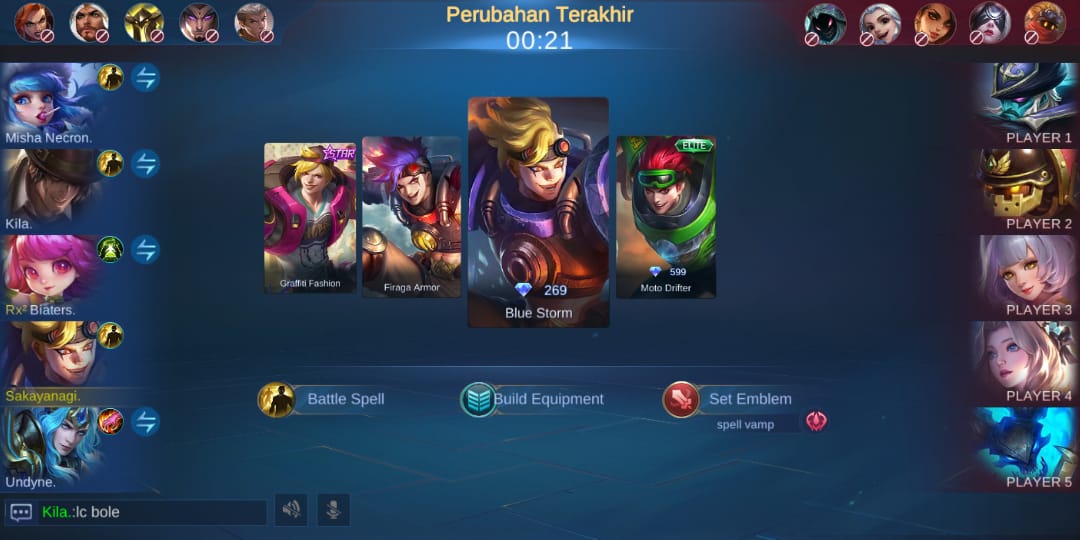 Perubahan Terakhir
00:21
Misha Necron.
Kila.
Rx² Biaters.
Sakayanagi.
Undyne.
STAR
Graffiti Fashion
Firaga Armor
269
Blue Storm
ELITE
599
Moto Drifter
PLAYER 1
PLAYER 2
PLAYER 3
PLAYER 4
PLAYER 5
Battle Spell
Build Equipment
Set Emblem
spell vamp
Kila.:lc bole